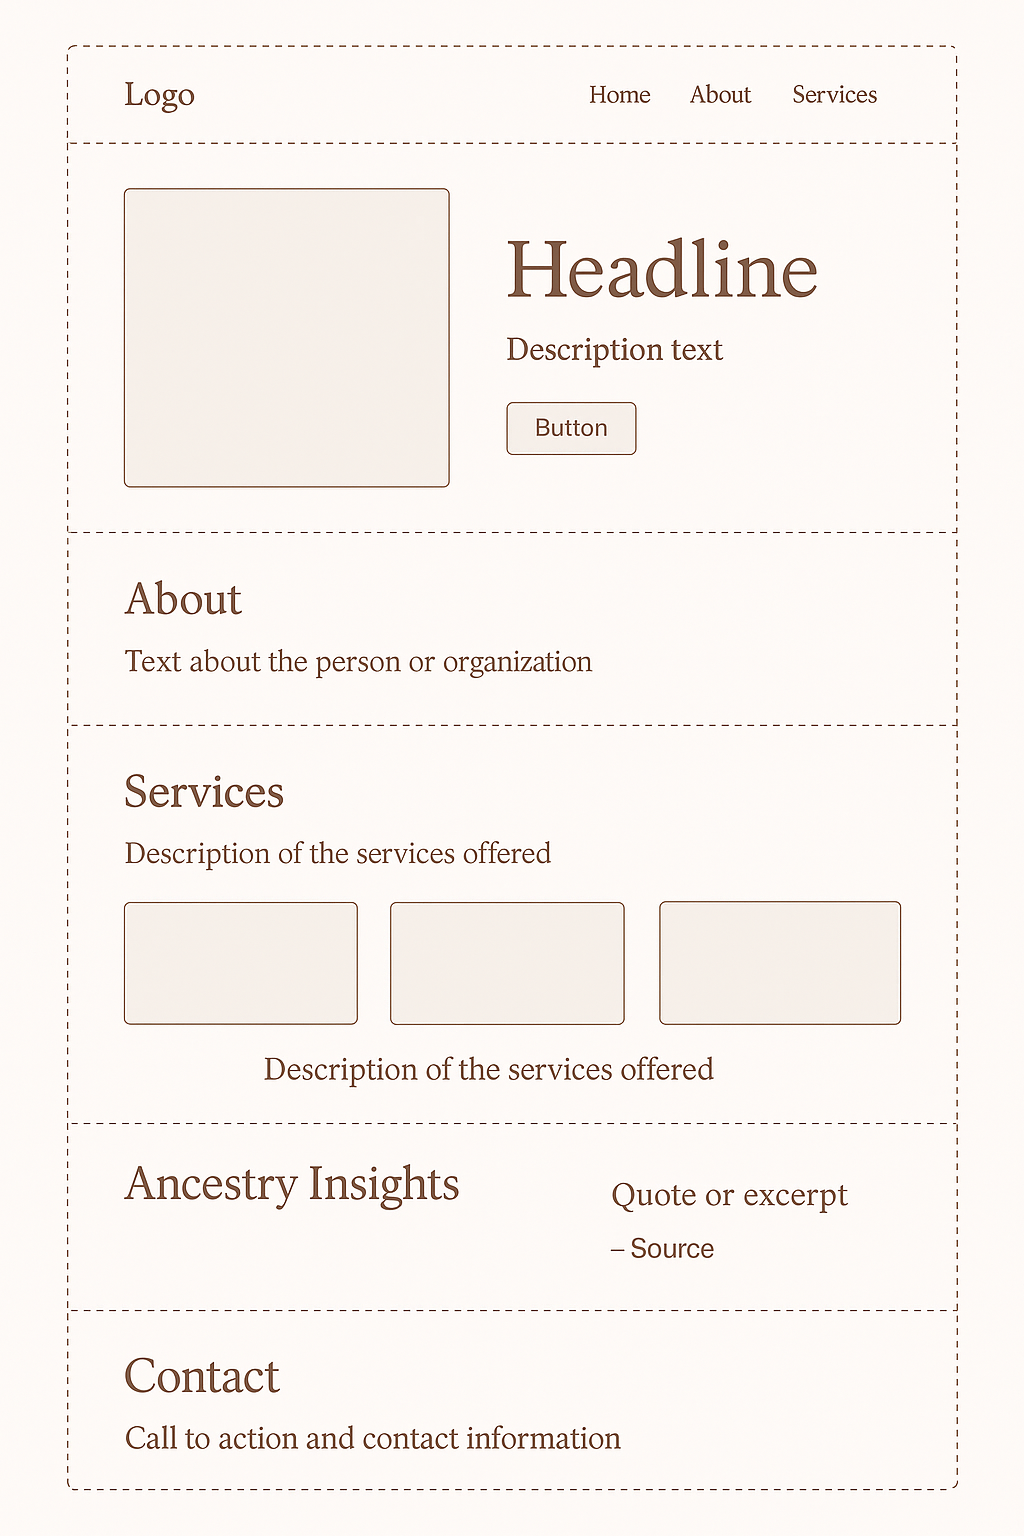 Logo
Home About Services
Headline
Description text
Button
About
Text about the person or organization
Services
Description of the services offered
Description of the services offered
Ancestry Insights
Quote or excerpt
– Source
Contact
Call to action and contact information